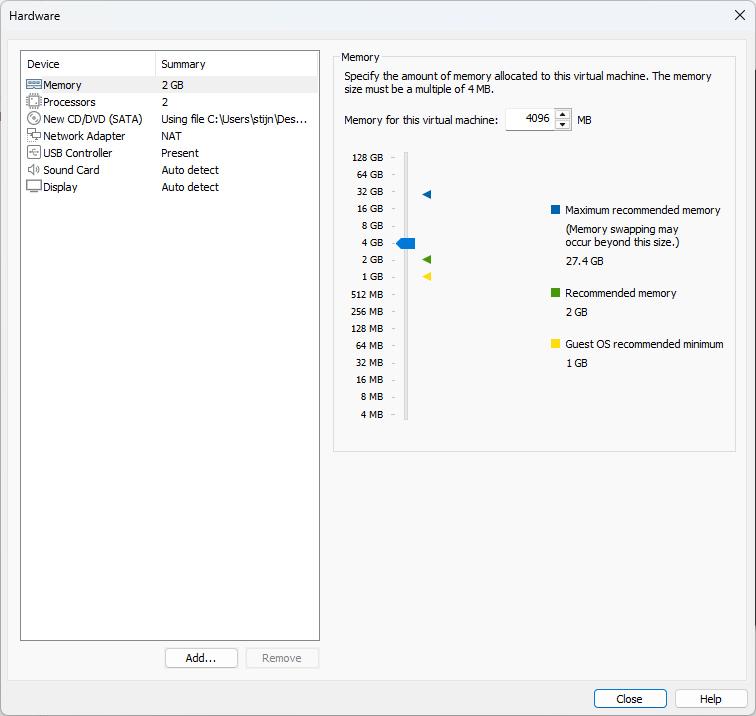 Hardware
Device Summary
Memory 2 GB
Processors 2
New CD/DVD (SATA) Using file C:\Users\stijn\Des...
Network Adapter NAT
USB Controller Present
Sound Card Auto detect
Display Auto detect
Add... Remove
Memory
Specify the amount of memory allocated to this virtual machine. The memory
size must be a multiple of 4 MB.
Memory for this virtual machine: 4096 MB
128 GB
64 GB
32 GB
16 GB
8 GB
4 GB
2 GB
1 GB
512 MB
256 MB
128 MB
64 MB
32 MB
16 MB
8 MB
4 MB
Maximum recommended memory
(Memory swapping may
occur beyond this size.)
27.4 GB
Recommended memory
2 GB
Guest OS recommended minimum
1 GB
Close Help